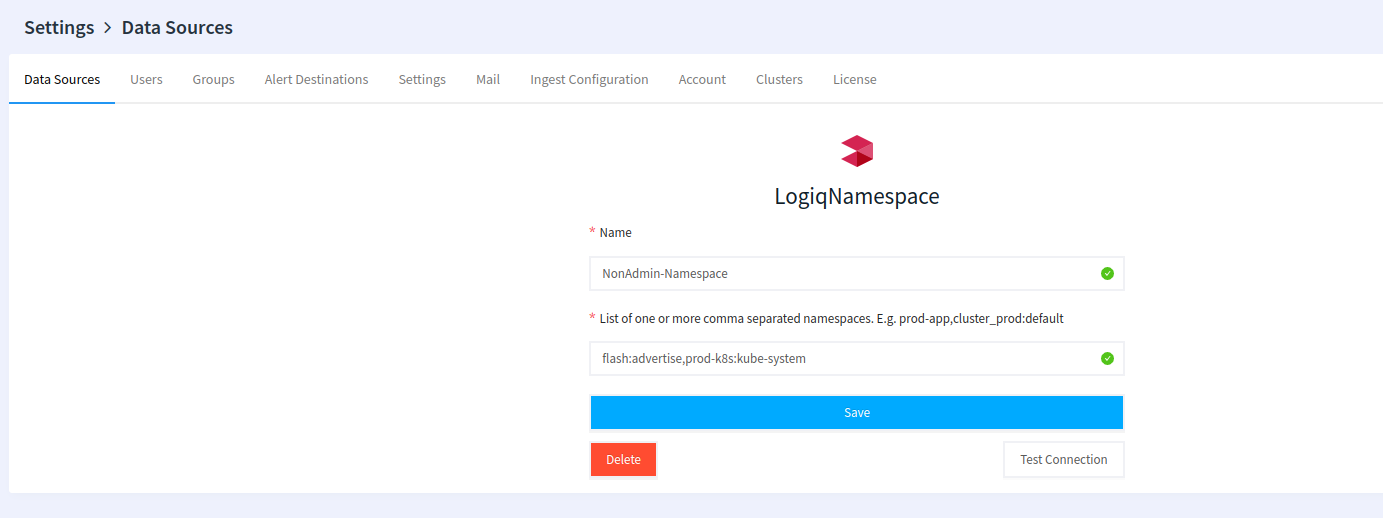 Settings > Data Sources
Data Sources Users Groups Alert Destinations Settings Mail Ingest Configuration Account Clusters License
LogiqNamespace
* Name
NonAdmin-Namespace
* List of one or more comma separated namespaces. E.g. prod-app,cluster_prod:default
flash:advertise,prod-k8s:kube-system
Save
Delete Test Connection